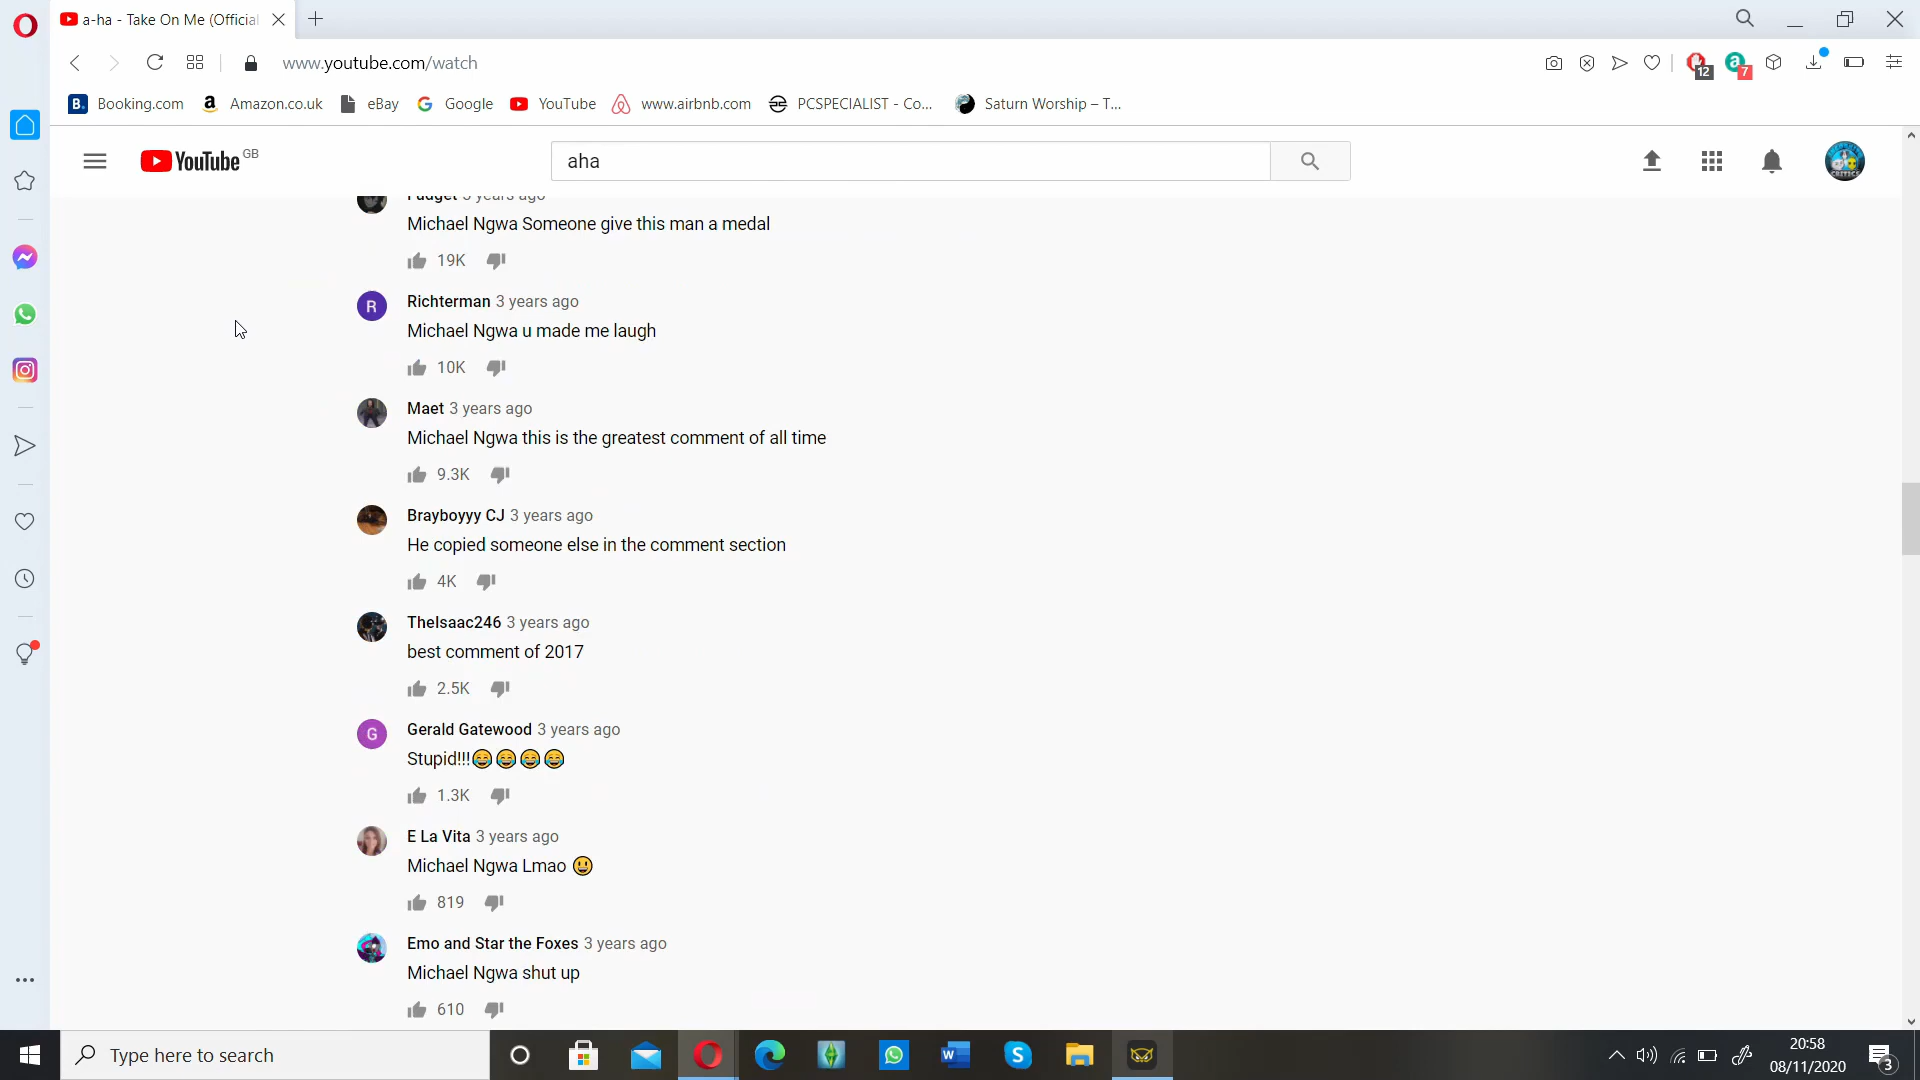 a-ha - Take On Me (Official
www.youtube.com/watch
12
7
Booking.com
Amazon.co.uk
eBay
Google
YouTube
www.airbnb.com
PCSPECIALIST - Co...
Saturn Worship – T...
YouTube GB
aha
Fudget 3 years ago
Michael Ngwa Someone give this man a medal
19K
R
Richterman 3 years ago
Michael Ngwa u made me laugh
10K
Maet 3 years ago
Michael Ngwa this is the greatest comment of all time
9.3K
Brayboyyy CJ 3 years ago
He copied someone else in the comment section
4K
TheIsaac246 3 years ago
best comment of 2017
2.5K
G
Gerald Gatewood 3 years ago
Stupid!!!😂😂😂😂
1.3K
E La Vita 3 years ago
Michael Ngwa Lmao 😃
819
Emo and Star the Foxes 3 years ago
Michael Ngwa shut up
610
Type here to search
20:58
08/11/2020
3